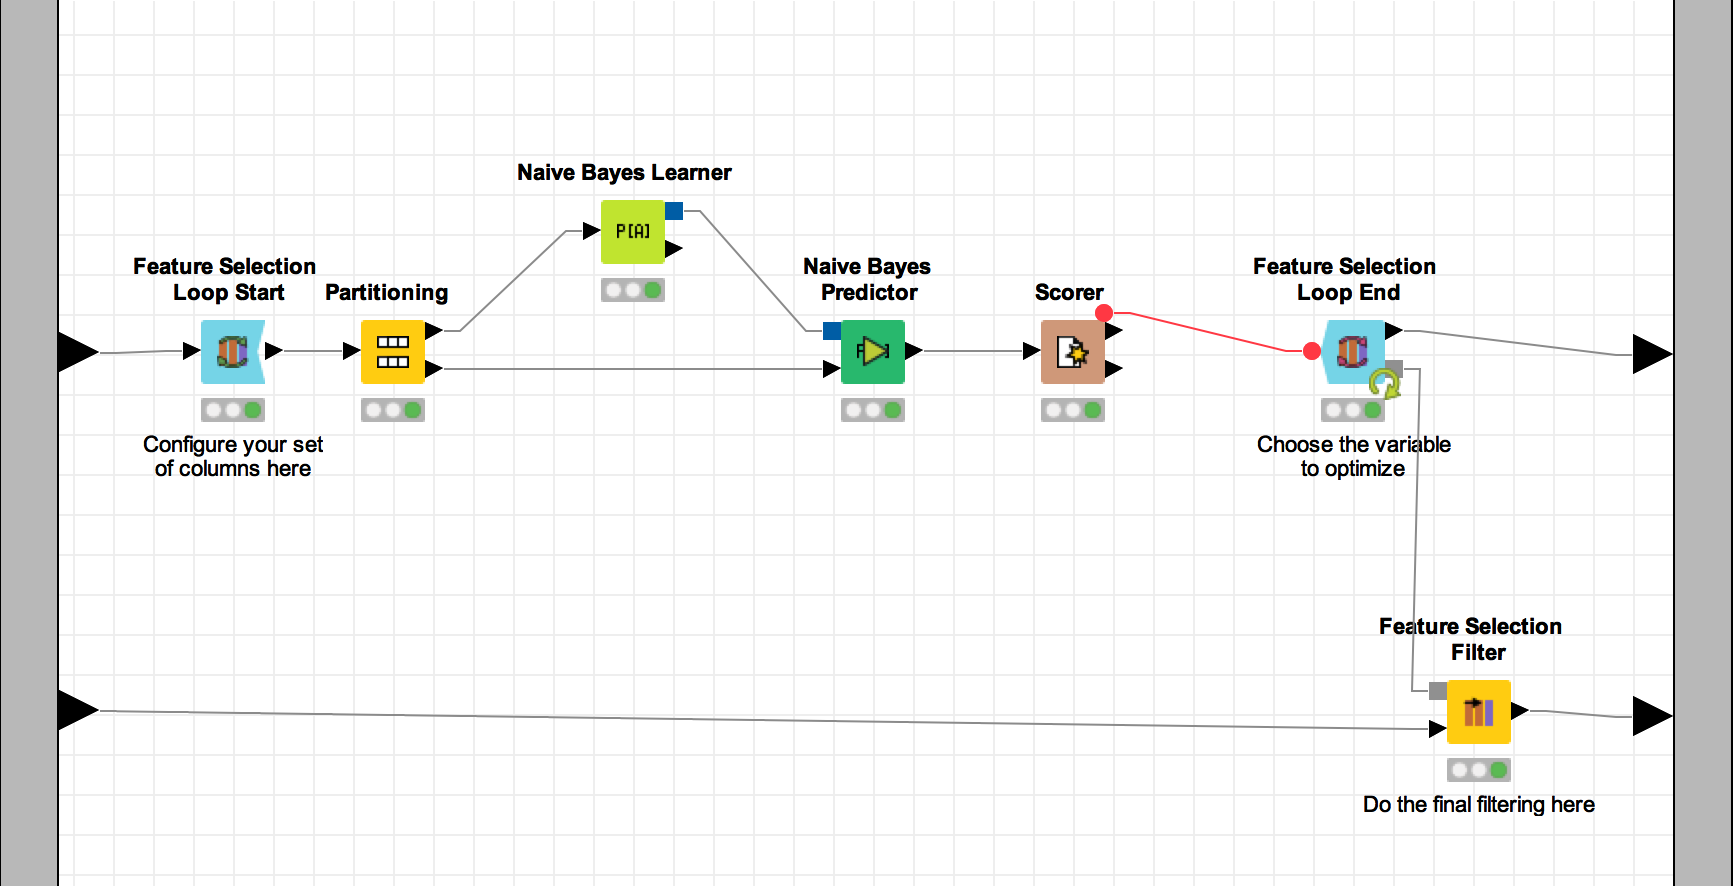 Naive Bayes Learner
Feature Selection
Loop Start
Partitioning
Naive Bayes
Predictor
Scorer
Feature Selection
Loop End
P[A]
Configure your set
of columns here
Choose the variable
to optimize
Feature Selection
Filter
Do the final filtering here